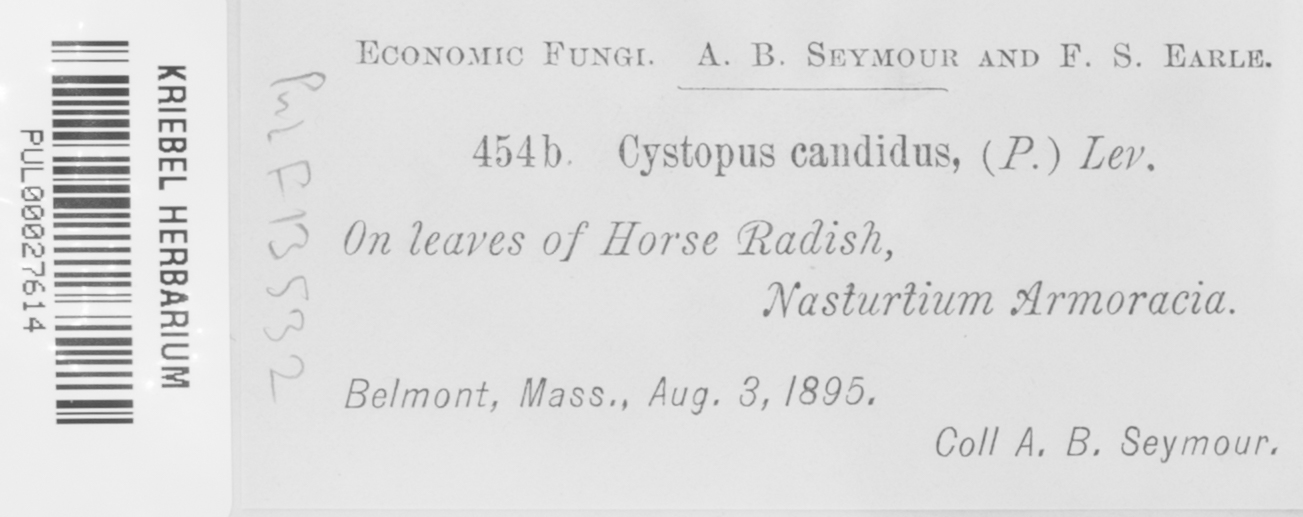 KRIEBEL HERBARIUM
PUL00027614
PUL F13532
ECONOMIC FUNGI. A. B. SEYMOUR AND F. S. EARLE.
454b. Cystopus candidus, (P.) Lev.
On leaves of Horse Radish,
Nasturtium Armoracia.
Belmont, Mass., Aug. 3, 1895.
Coll A. B. Seymour.